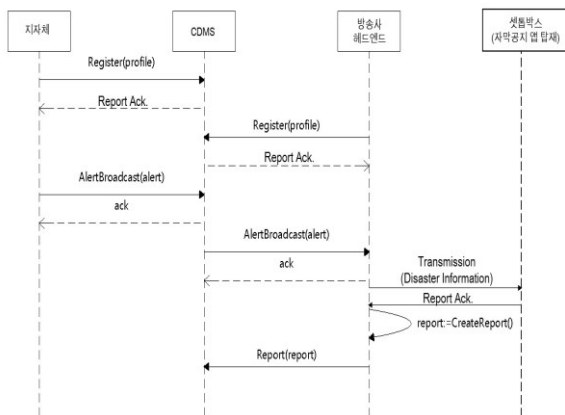 지자체
CDMS
방송사
헤드엔드
셋톱박스
(자막공지 앱 탑재)
Register(profile)
Report Ack.
Register(profile)
Report Ack.
AlertBroadcast(alert)
ack
AlertBroadcast(alert)
ack
Transmission
(Disaster Information)
Report Ack.
report:=CreateReport()
Report(report)